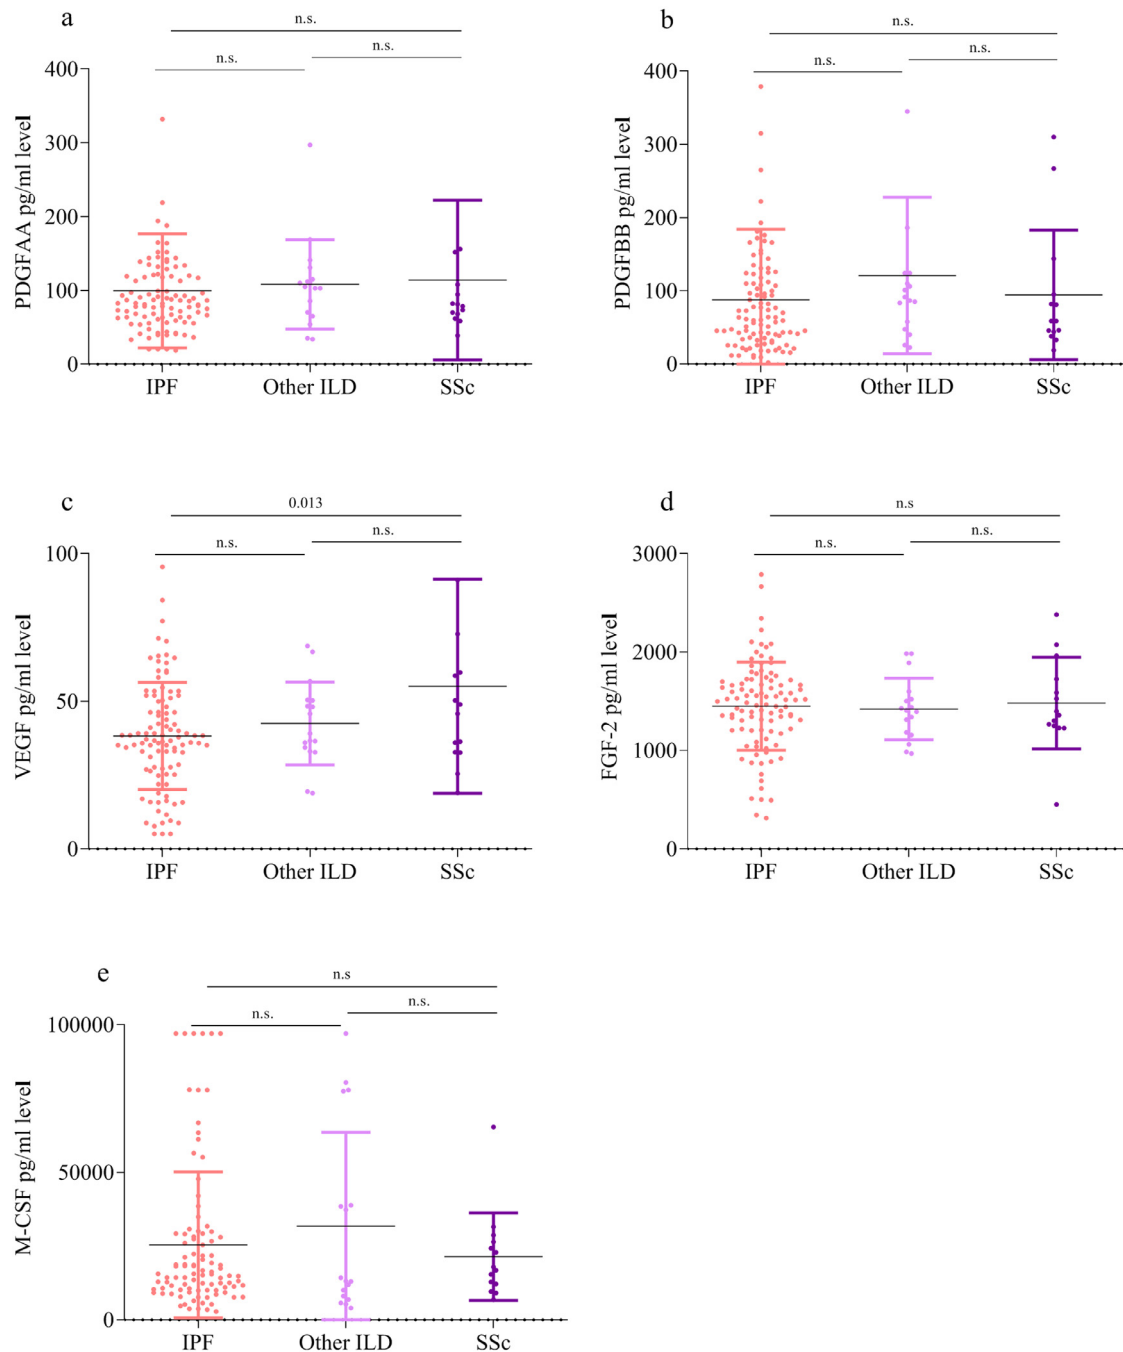 a
n.s.
n.s.
n.s.
400
300
200
100
0
PDGFAA pg/ml level
IPF
Other ILD
SSc
b
n.s.
n.s.
n.s.
400
300
200
100
0
PDGFBB pg/ml level
IPF
Other ILD
SSc
c
0.013
n.s.
n.s.
100
50
0
VEGF pg/ml level
IPF
Other ILD
SSc
d
n.s
n.s.
n.s.
3000
2000
1000
0
FGF-2 pg/ml level
IPF
Other ILD
SSc
e
n.s
n.s.
n.s.
100000
50000
0
M-CSF pg/ml level
IPF
Other ILD
SSc